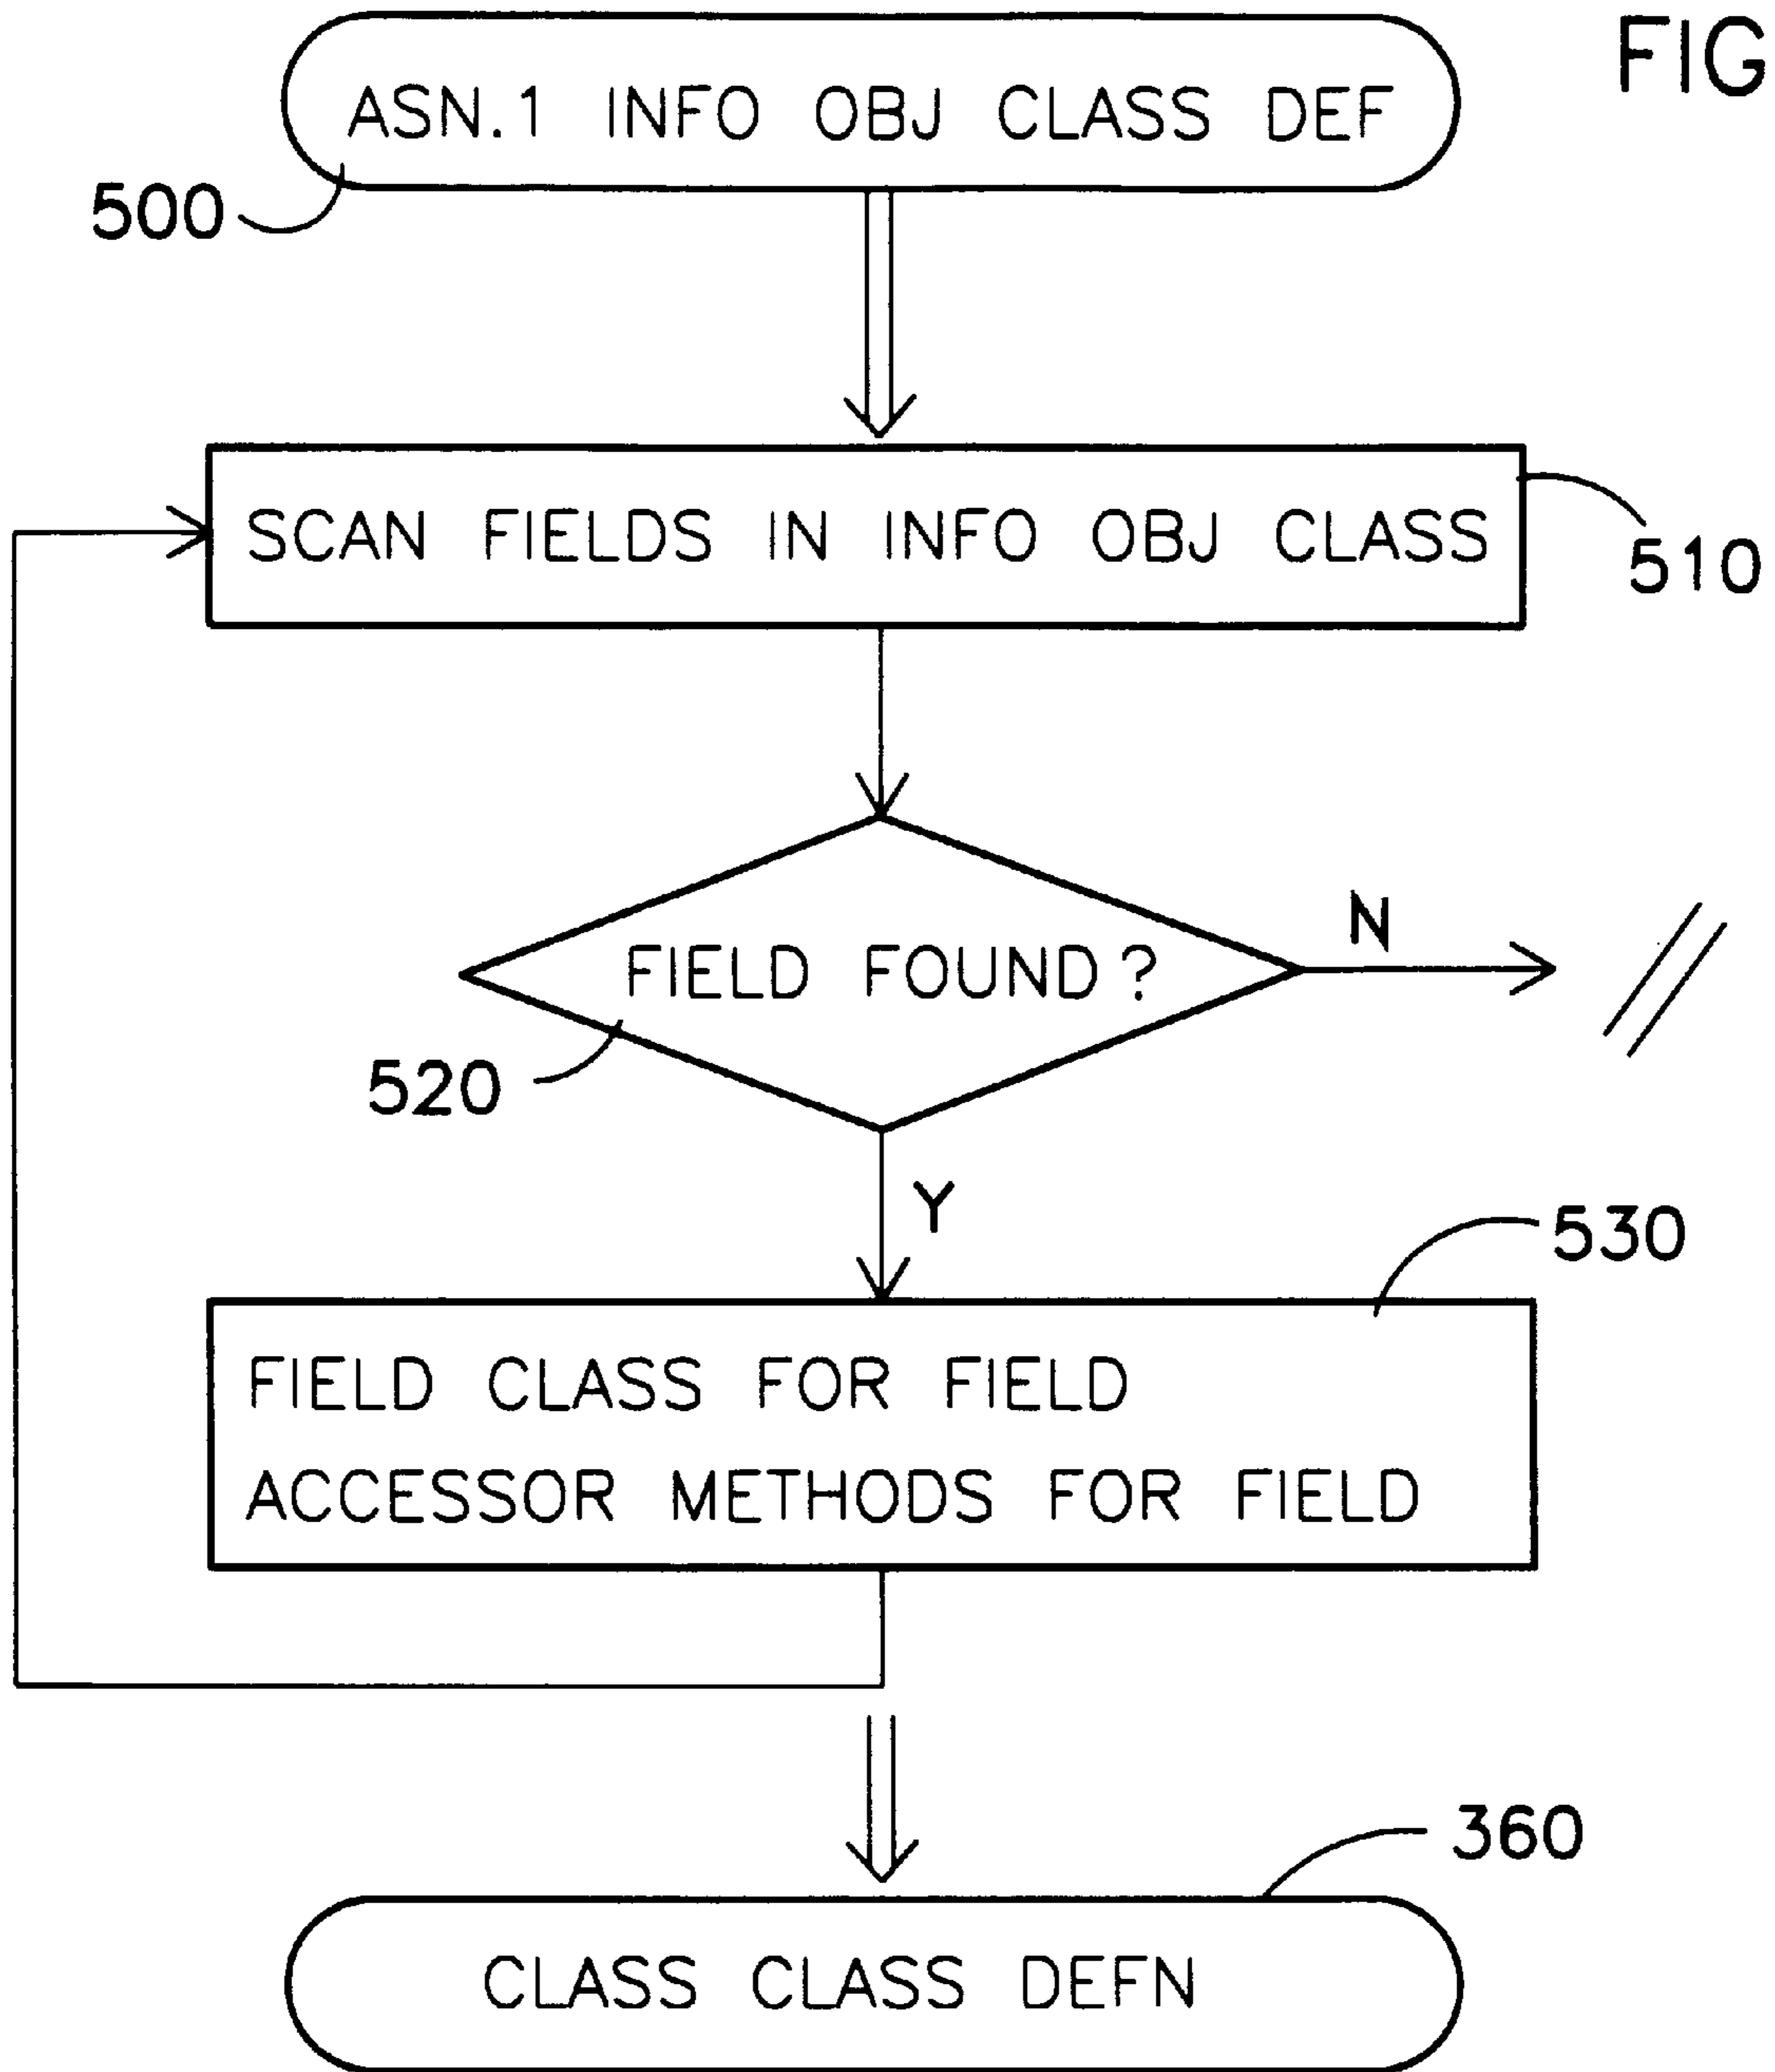 FIG
ASN.1 INFO OBJ CLASS DEF
500
SCAN FIELDS IN INFO OBJ CLASS
510
N
FIELD FOUND?
520
Y
530
FIELD CLASS FOR FIELD
ACCESSOR METHODS FOR FIELD
360
CLASS CLASS DEFN